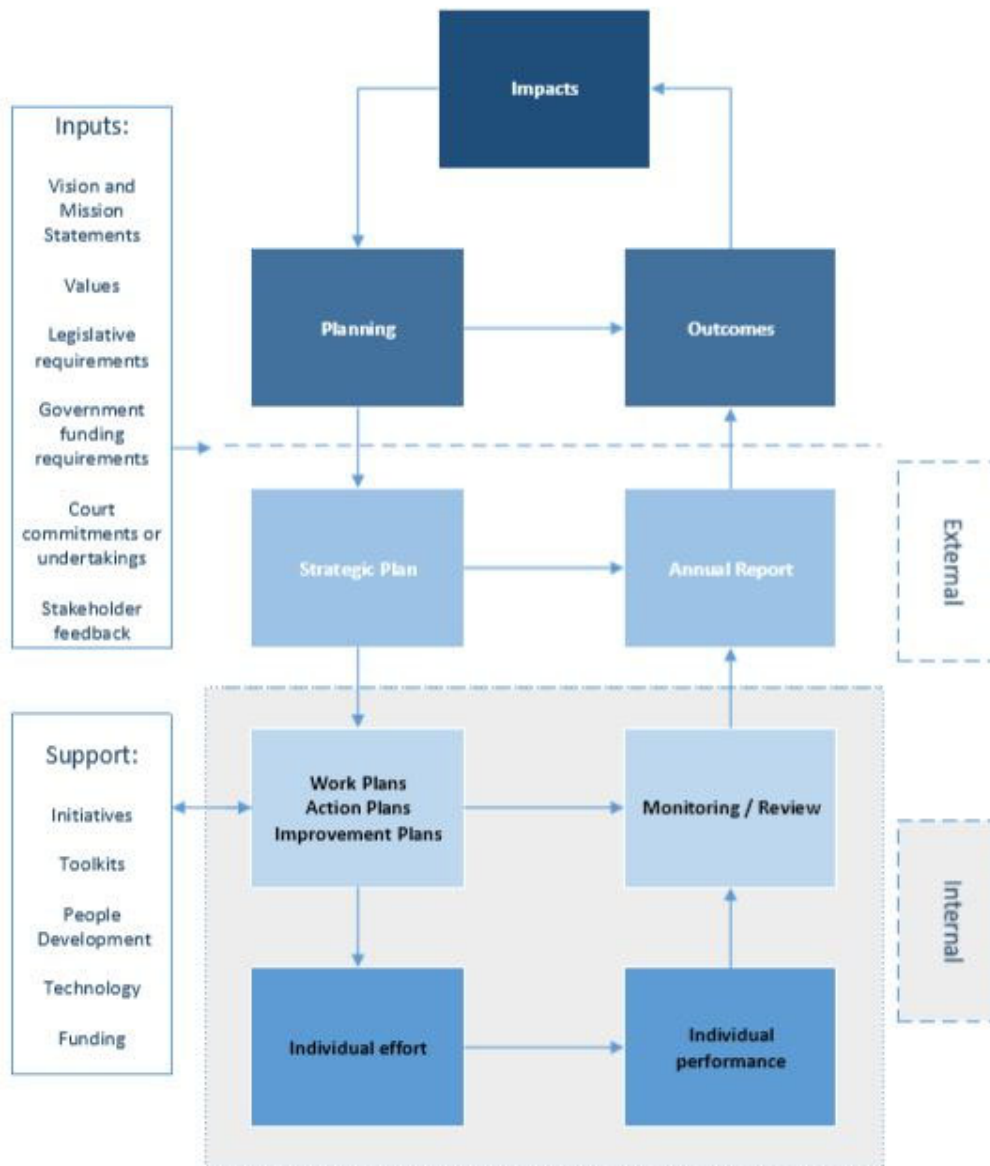 Impacts
Inputs:
Vision and
Mission
Statements
Values
Legislative
requirements
Government
funding
requirements
Court
commitments or
undertakings
Stakeholder
feedback
Planning
Outcomes
Strategic Plan
Annual Report
External
Support:
Initiatives
Toolkits
People
Development
Technology
Funding
Work Plans
Action Plans
Improvement Plans
Monitoring / Review
Internal
Individual effort
Individual
performance